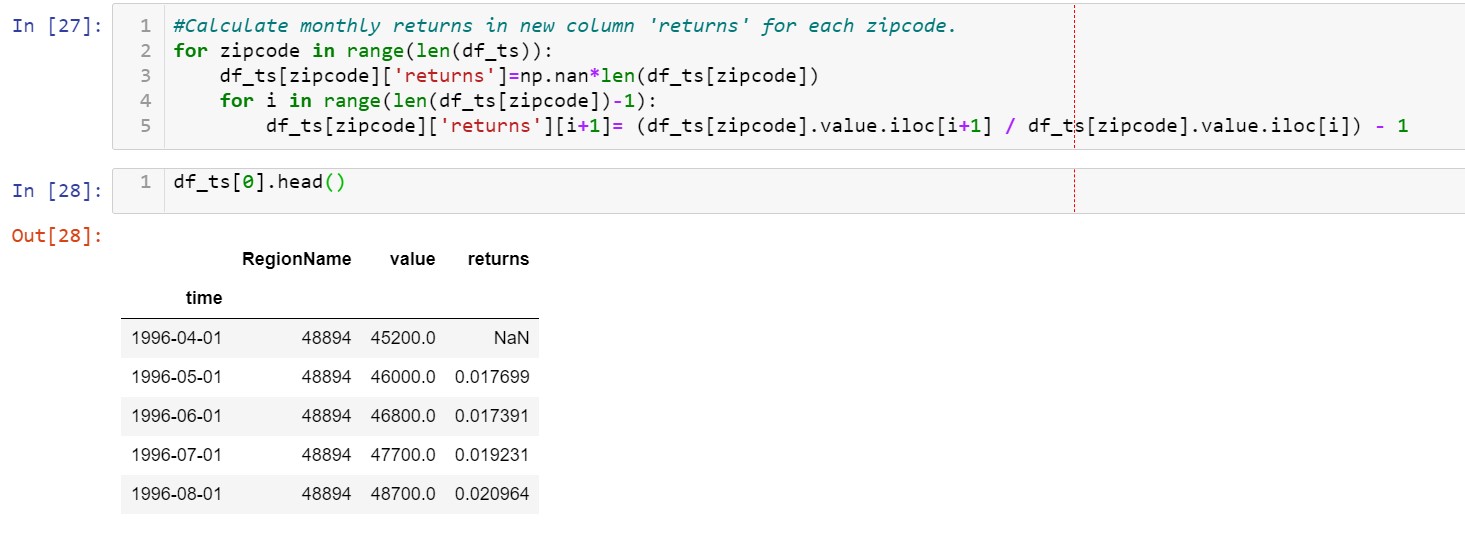 In [27]:
1 #Calculate monthly returns in new column 'returns' for each zipcode.
2 for zipcode in range(len(df_ts)):
3     df_ts[zipcode]['returns']=np.nan*len(df_ts[zipcode])
4     for i in range(len(df_ts[zipcode])-1):
5         df_ts[zipcode]['returns'][i+1]= (df_ts[zipcode].value.iloc[i+1] / df_ts[zipcode].value.iloc[i]) - 1
In [28]:
1 df_ts[0].head()
Out[28]:
RegionName value returns
time
1996-04-01 48894 45200.0 NaN
1996-05-01 48894 46000.0 0.017699
1996-06-01 48894 46800.0 0.017391
1996-07-01 48894 47700.0 0.019231
1996-08-01 48894 48700.0 0.020964